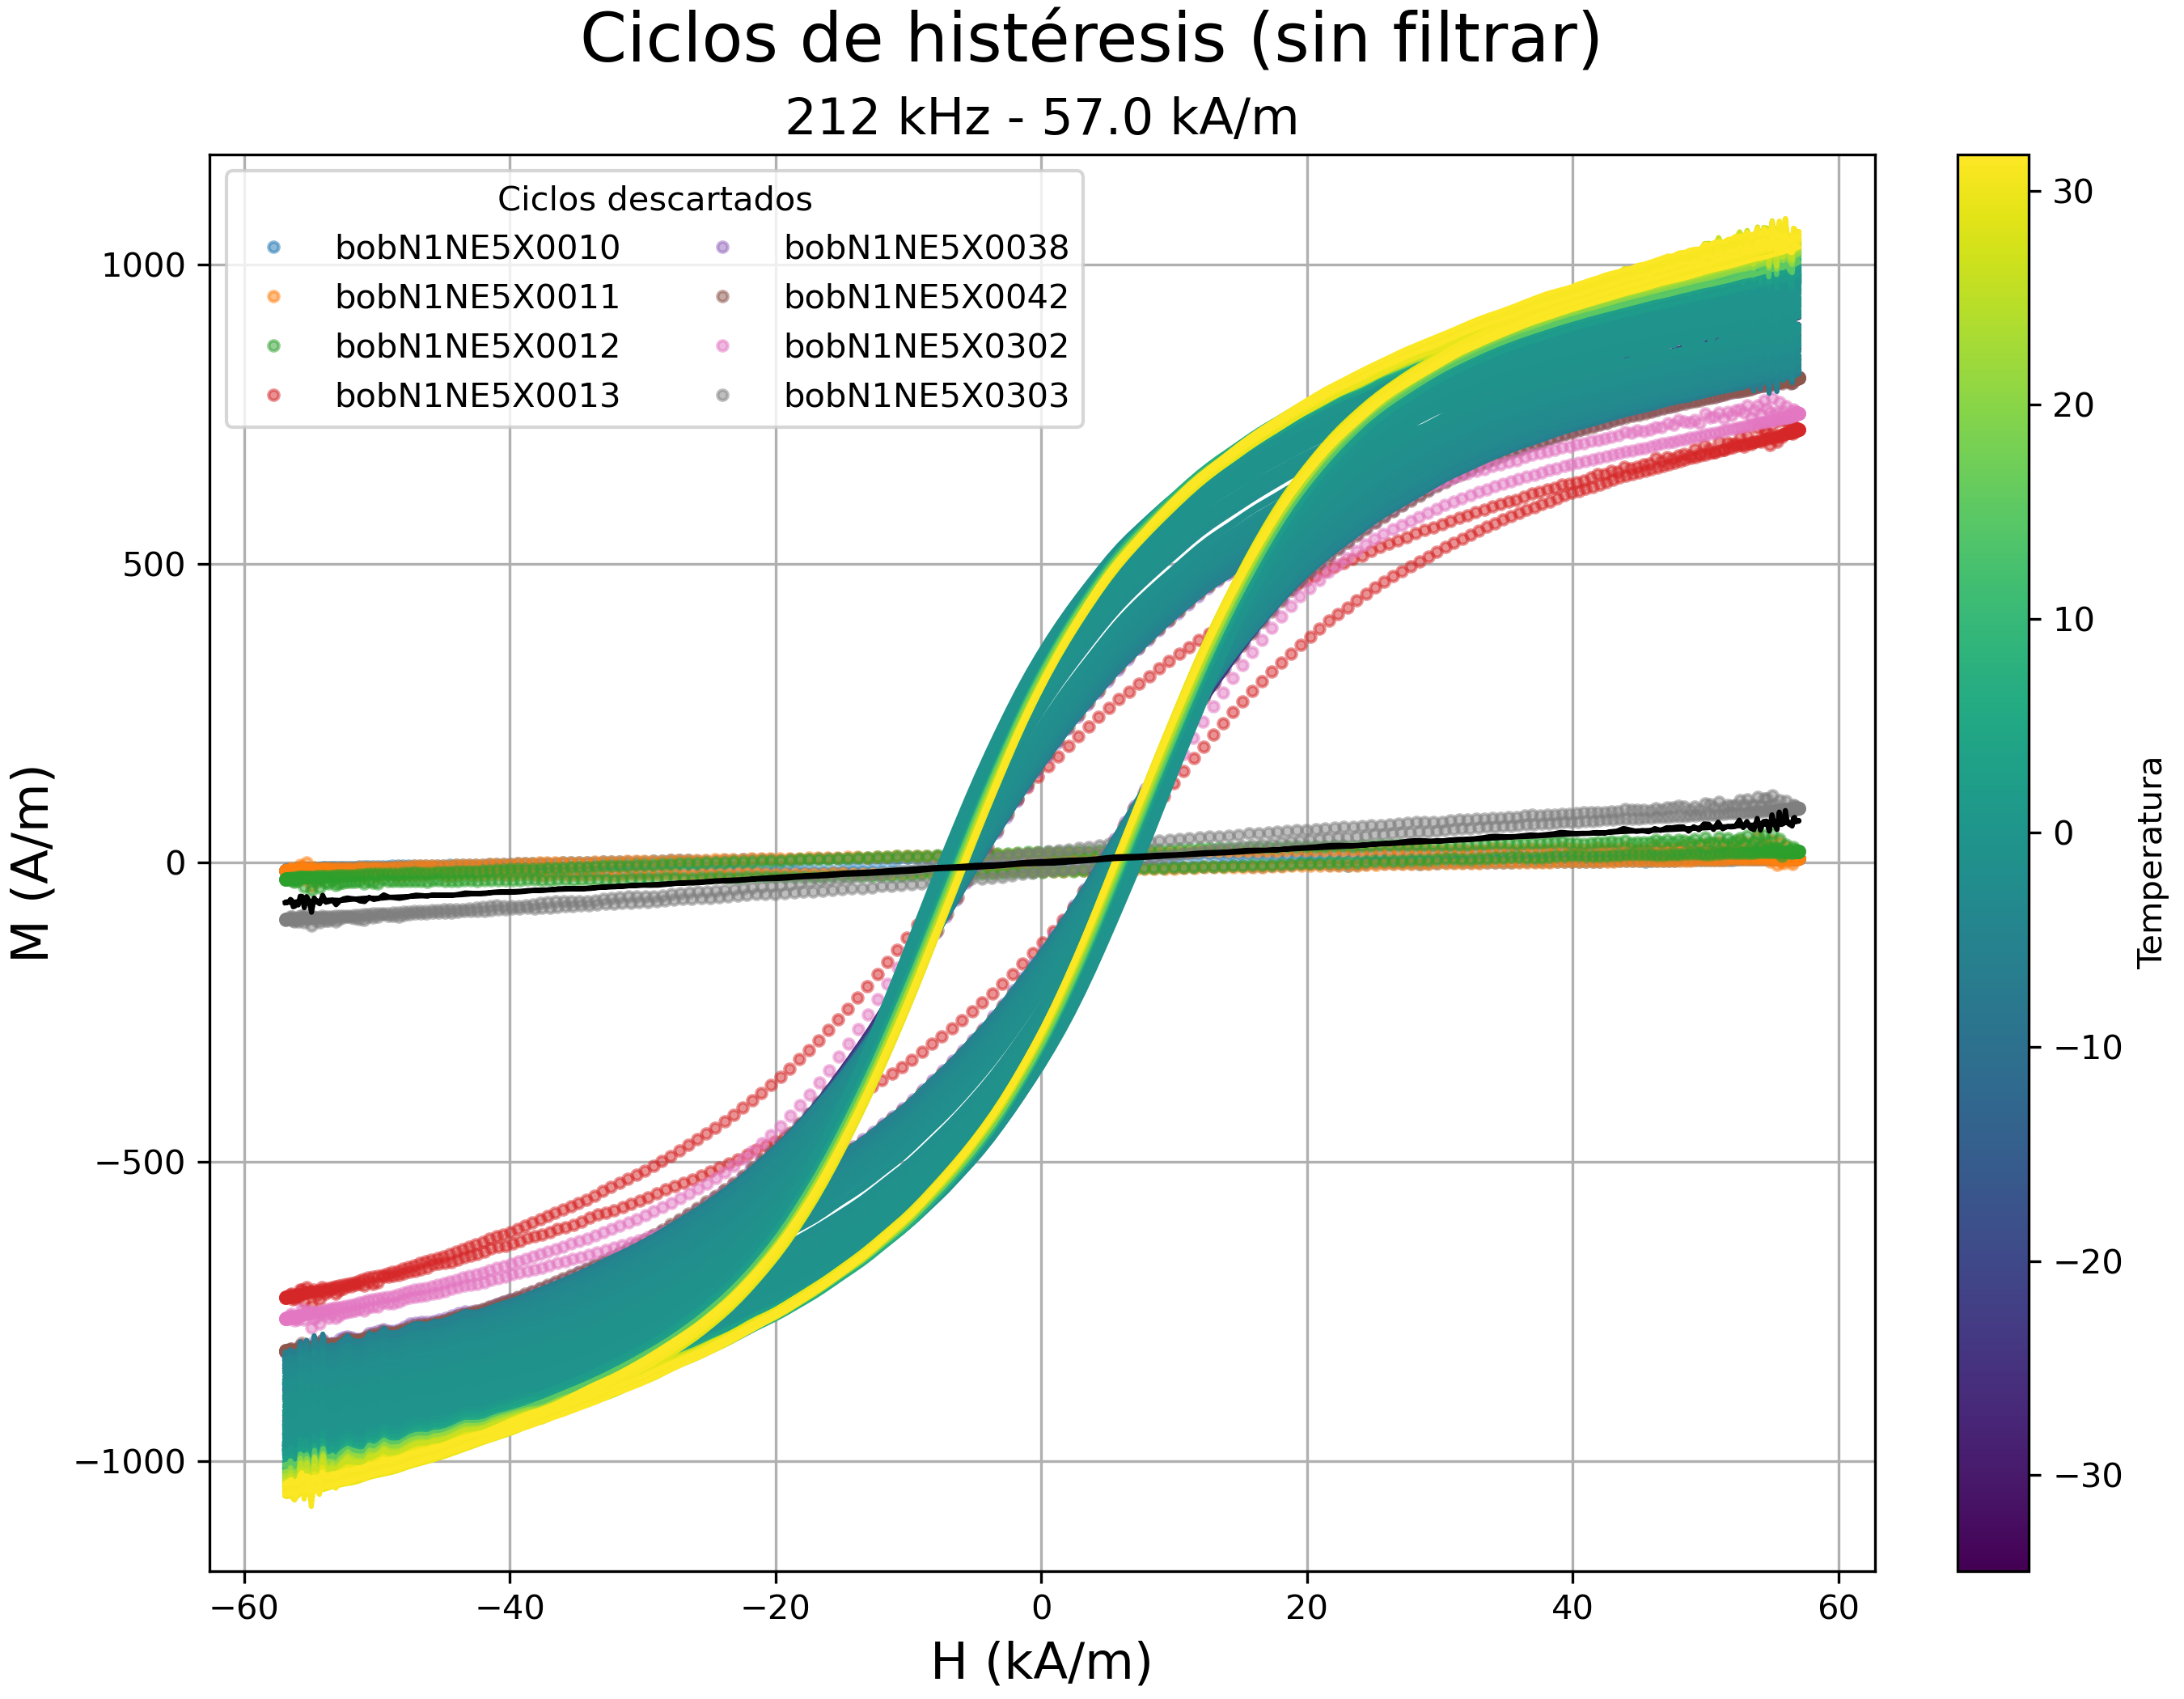 Ciclos de histéresis (sin filtrar)
212 kHz - 57.0 kA/m
Ciclos descartados
bobN1NE5X0010
bobN1NE5X0011
bobN1NE5X0012
bobN1NE5X0013
bobN1NE5X0038
bobN1NE5X0042
bobN1NE5X0302
bobN1NE5X0303
M (A/m)
1000
500
0
−500
−1000
−60
−40
−20
0
20
40
60
H (kA/m)
30
20
10
0
−10
−20
−30
Temperatura